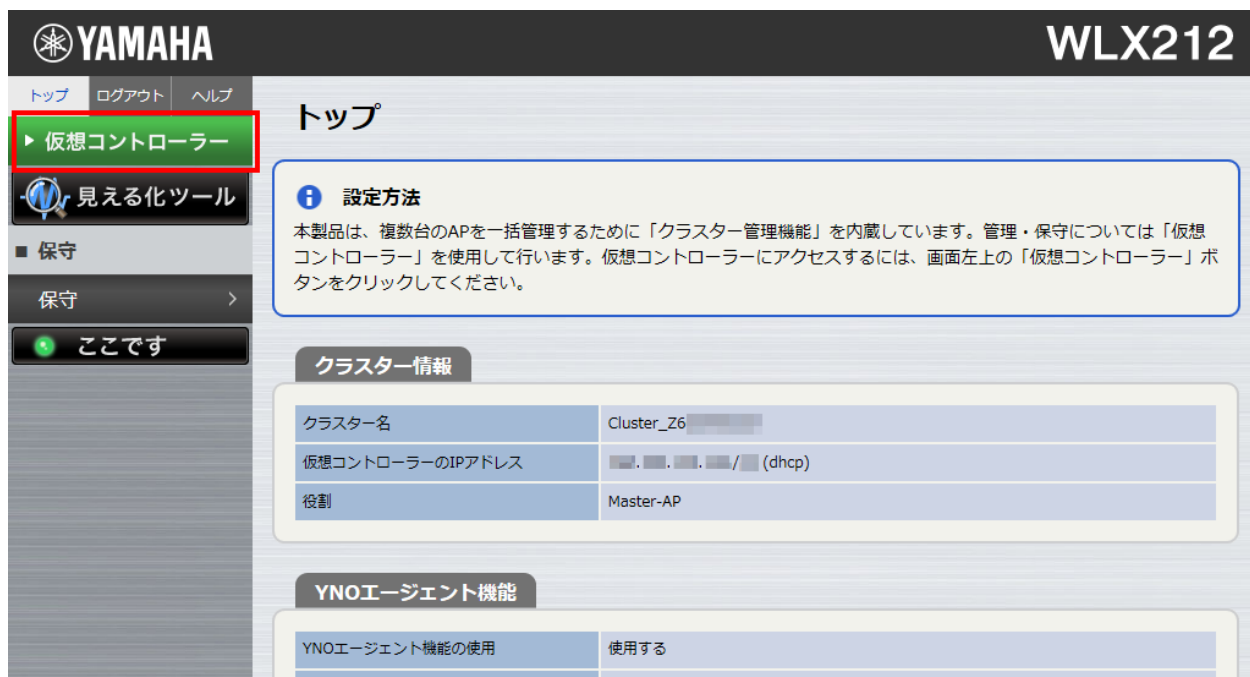 YAMAHA
WLX212
トップ ログアウト ヘルプ
仮想コントローラー
見える化ツール
■ 保守
保守
ここです
トップ
設定方法
本製品は、複数台のAPを一括管理するために「クラスター管理機能」を内蔵しています。管理・保守については「仮想
コントローラー」を使用して行います。仮想コントローラーにアクセスするには、画面左上の「仮想コントローラー」ボ
タンをクリックしてください。
クラスター情報
クラスター名 Cluster_Z6
仮想コントローラーのIPアドレス (dhcp)
役割 Master-AP
YNOエージェント機能
YNOエージェント機能の使用 使用する